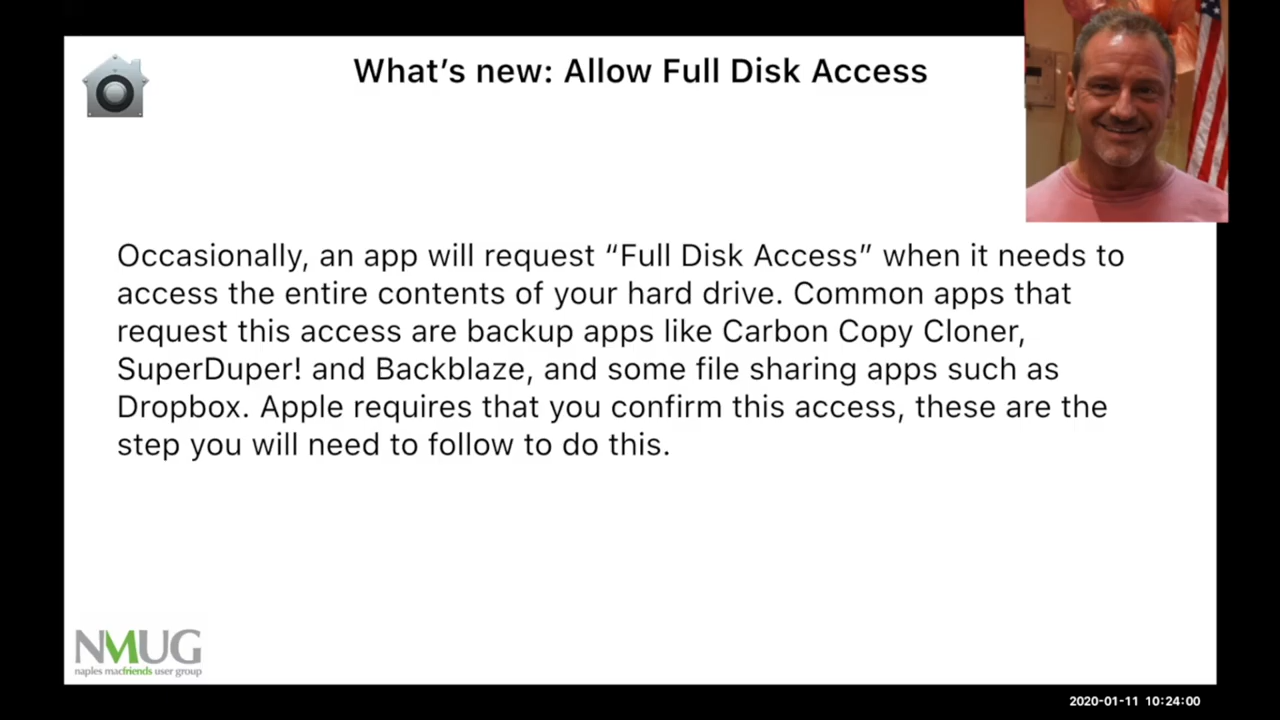 What’s new: Allow Full Disk Access
Occasionally, an app will request “Full Disk Access” when it needs to
access the entire contents of your hard drive. Common apps that
request this access are backup apps like Carbon Copy Cloner,
SuperDuper! and Backblaze, and some file sharing apps such as
Dropbox. Apple requires that you confirm this access, these are the
step you will need to follow to do this.
NMUG
naples macfriends user group
2020-01-11 10:24:00